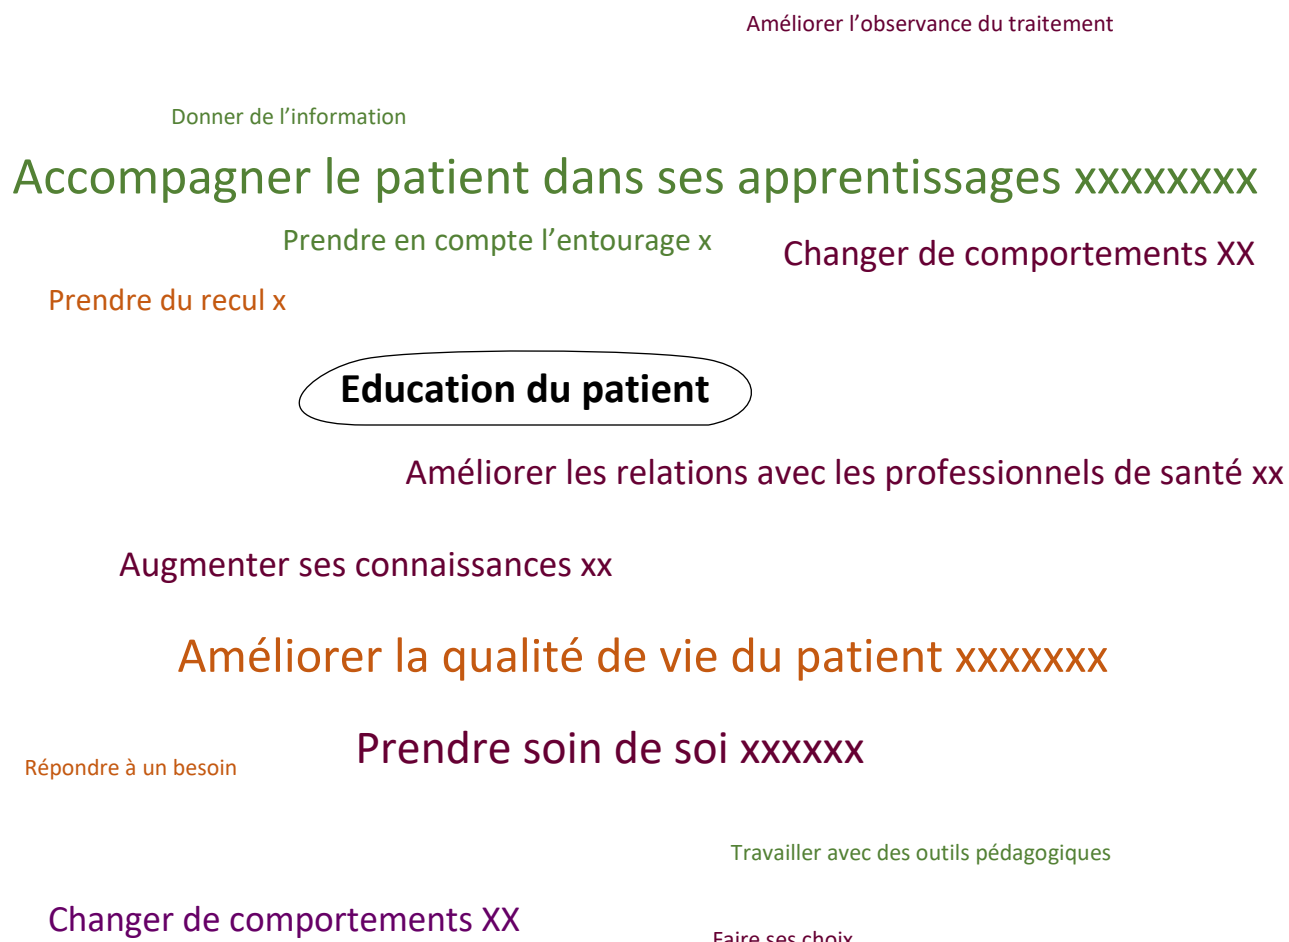 Améliorer l’observance du traitement
Donner de l’information
Accompagner le patient dans ses apprentissages xxxxxxxx
Prendre en compte l’entourage x
Changer de comportements XX
Prendre du recul x
Education du patient
Améliorer les relations avec les professionnels de santé xx
Augmenter ses connaissances xx
Améliorer la qualité de vie du patient xxxxxxx
Prendre soin de soi xxxxxx
Répondre à un besoin
Travailler avec des outils pédagogiques
Changer de comportements XX
Faire ses choix